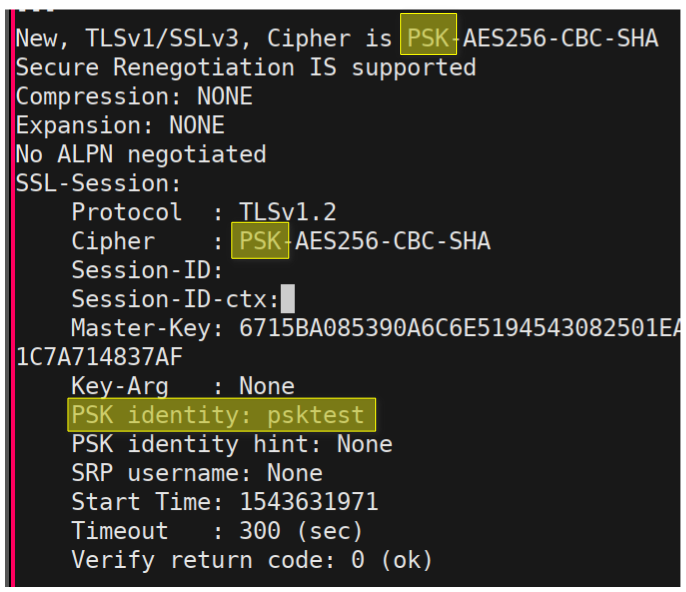 ---
New, TLSv1/SSLv3, Cipher is PSK-AES256-CBC-SHA
Secure Renegotiation IS supported
Compression: NONE
Expansion: NONE
No ALPN negotiated
SSL-Session:
    Protocol  : TLSv1.2
    Cipher    : PSK-AES256-CBC-SHA
    Session-ID:
    Session-ID-ctx:
    Master-Key: 6715BA085390A6C6E5194543082501EA
1C7A714837AF
    Key-Arg   : None
    PSK identity: psktest
    PSK identity hint: None
    SRP username: None
    Start Time: 1543631971
    Timeout   : 300 (sec)
    Verify return code: 0 (ok)